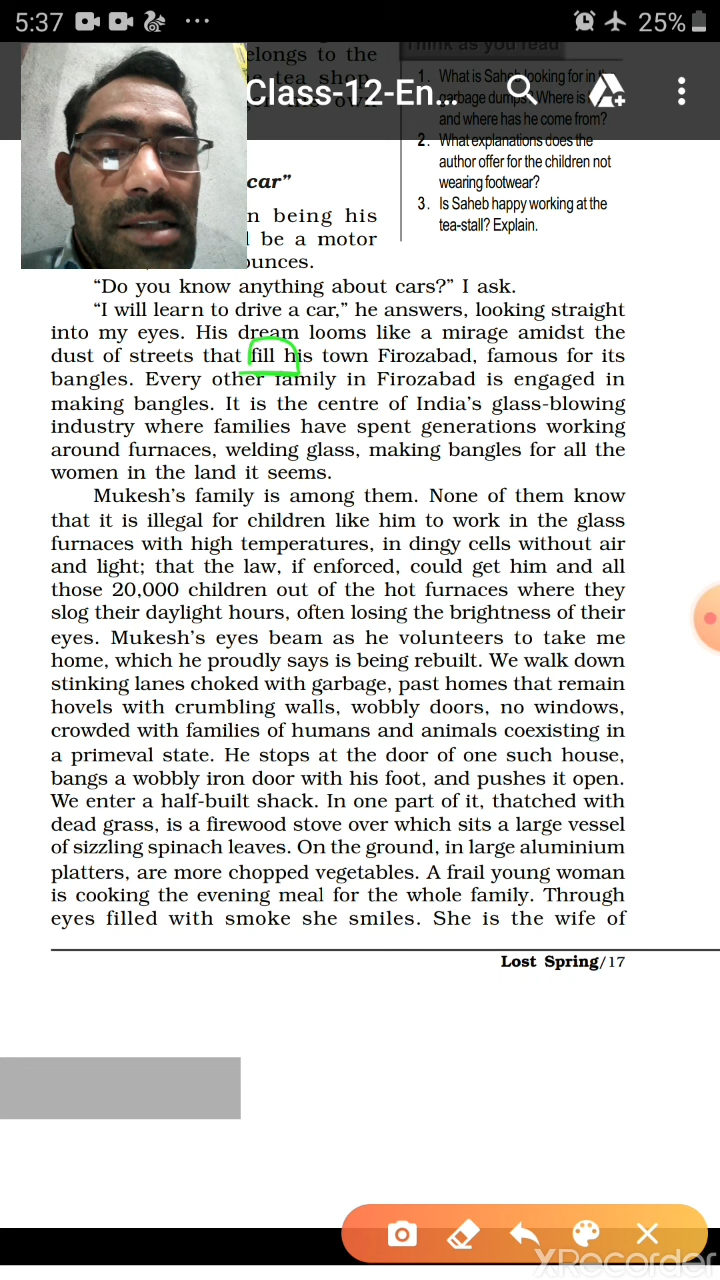 5:37
25%
elongs to the
Think as you read
tea shop
Class-12-En...
1. What is Saheb looking for in
garbage dumps? Where is
and where has he come from?
2. What explanations does the
author offer for the children not
wearing footwear?
3. Is Saheb happy working at the
tea-stall? Explain.
car”
being his
be a motor
“Do you know anything about cars?” I ask.
“I will learn to drive a car,” he answers, looking straight
into my eyes. His dream looms like a mirage amidst the
dust of streets that fill his town Firozabad, famous for its
bangles. Every other family in Firozabad is engaged in
making bangles. It is the centre of India’s glass-blowing
industry where families have spent generations working
around furnaces, welding glass, making bangles for all the
women in the land it seems.
Mukesh’s family is among them. None of them know
that it is illegal for children like him to work in the glass
furnaces with high temperatures, in dingy cells without air
and light; that the law, if enforced, could get him and all
those 20,000 children out of the hot furnaces where they
slog their daylight hours, often losing the brightness of their
eyes. Mukesh’s eyes beam as he volunteers to take me
home, which he proudly says is being rebuilt. We walk down
stinking lanes choked with garbage, past homes that remain
hovels with crumbling walls, wobbly doors, no windows,
crowded with families of humans and animals coexisting in
a primeval state. He stops at the door of one such house,
bangs a wobbly iron door with his foot, and pushes it open.
We enter a half-built shack. In one part of it, thatched with
dead grass, is a firewood stove over which sits a large vessel
of sizzling spinach leaves. On the ground, in large aluminium
platters, are more chopped vegetables. A frail young woman
is cooking the evening meal for the whole family. Through
eyes filled with smoke she smiles. She is the wife of
Lost Spring/17
XRecorder